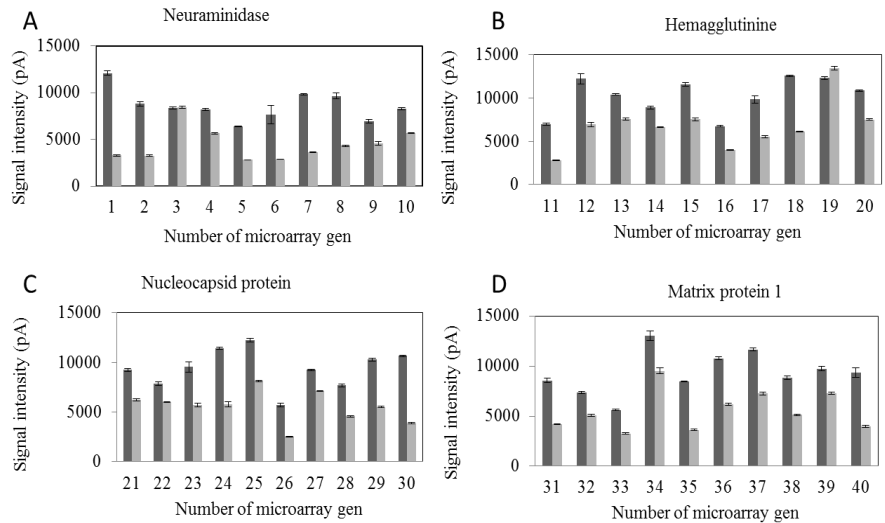 A
Neuraminidase
Signal intensity (pA)
15000
10000
5000
0
1 2 3 4 5 6 7 8 9 10
Number of microarray gen
B
Hemagglutinine
Signal intensity (pA)
15000
10000
5000
0
11 12 13 14 15 16 17 18 19 20
Number of microarray gen
C
Nucleocapsid protein
Signal intensity (pA)
15000
10000
5000
0
21 22 23 24 25 26 27 28 29 30
Number of microarray gen
D
Matrix protein 1
Signal intensity (pA)
15000
10000
5000
0
31 32 33 34 35 36 37 38 39 40
Number of microarray gen